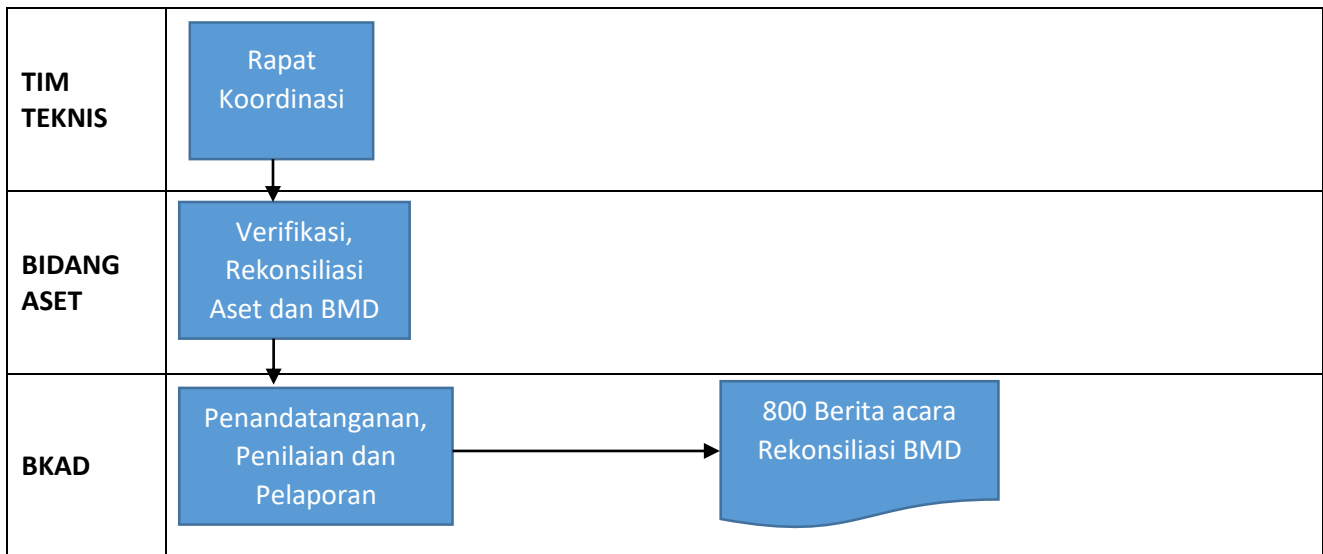 TIM
TEKNIS
Rapat
Koordinasi
BIDANG
ASET
Verifikasi,
Rekonsiliasi
Aset dan BMD
BKAD
Penandatanganan,
Penilaian dan
Pelaporan
800 Berita acara
Rekonsiliasi BMD